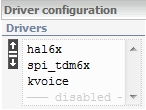 Driver configuration
Drivers
hal6x
spi_tdm6x
kvoice
disabled